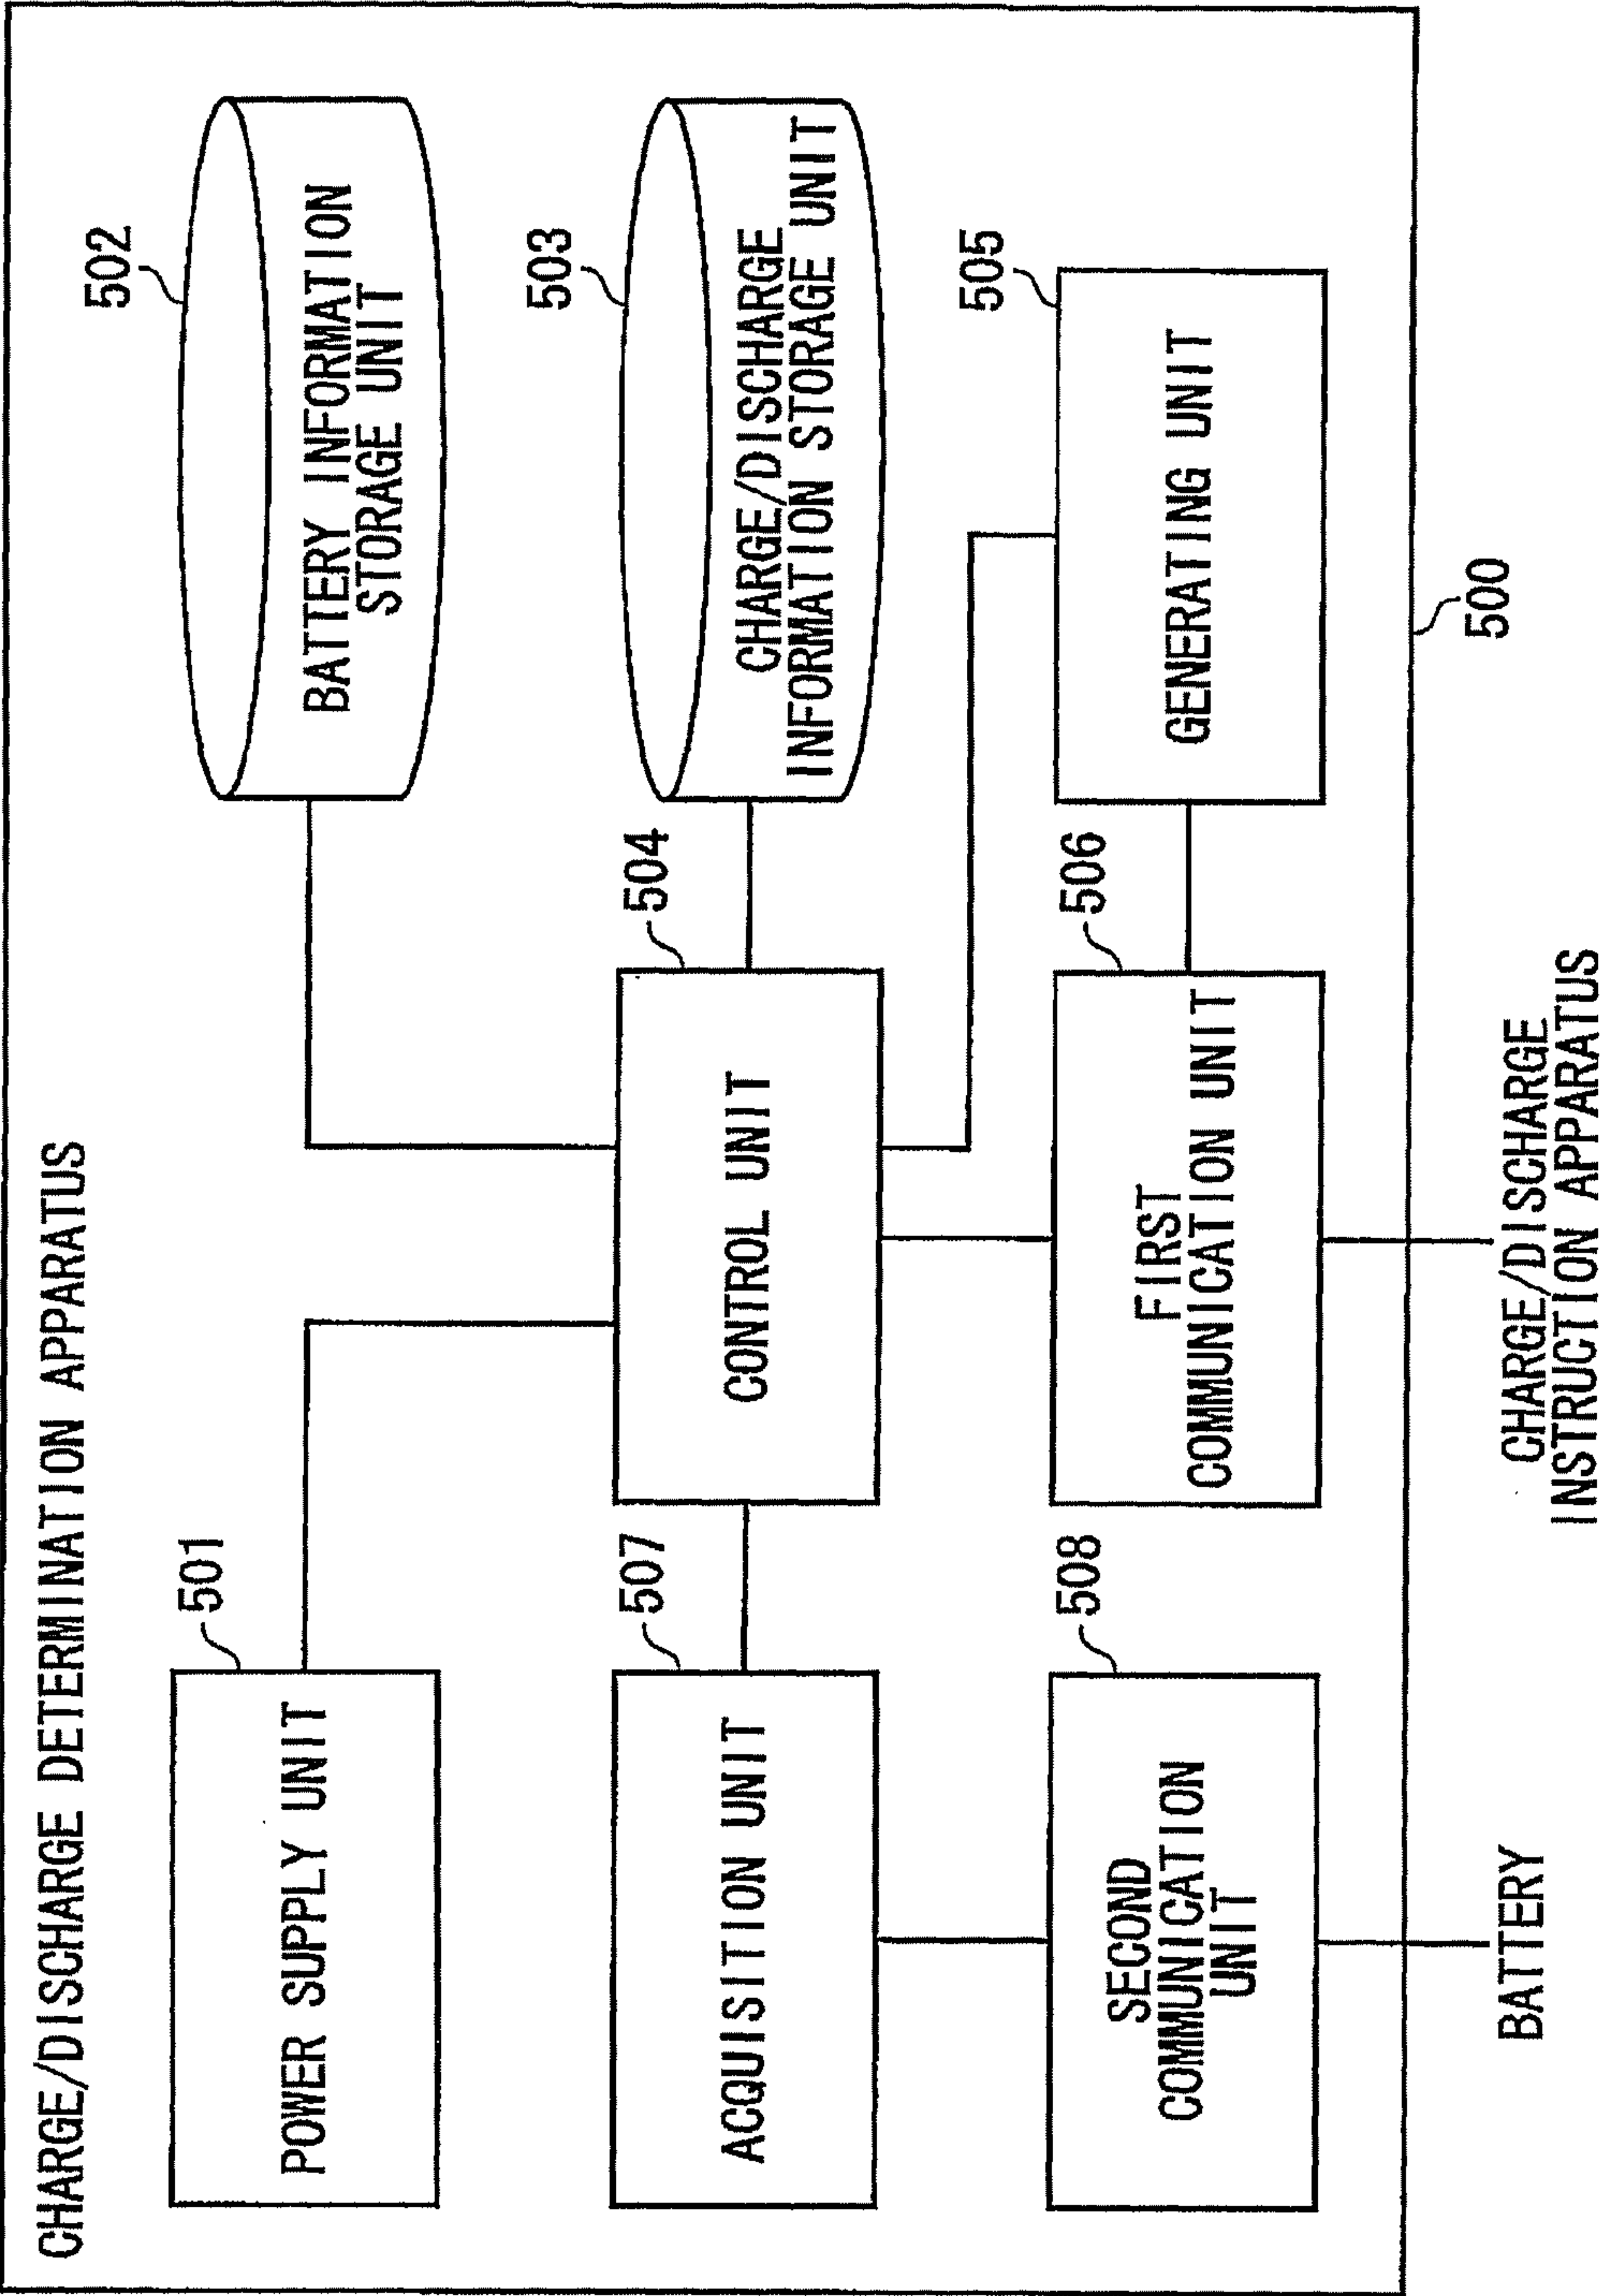 CHARGE/DISCHARGE DETERMINATION APPARATUS
501
POWER SUPPLY UNIT
502
BATTERY INFORMATION
STORAGE UNIT
507
ACQUISITION UNIT
504
CONTROL UNIT
503
CHARGE/DISCHARGE
INFORMATION STORAGE UNIT
508
SECOND
COMMUNICATION
UNIT
506
FIRST
COMMUNICATION UNIT
505
GENERATING UNIT
500
BATTERY
CHARGE/DISCHARGE
INSTRUCTION APPARATUS